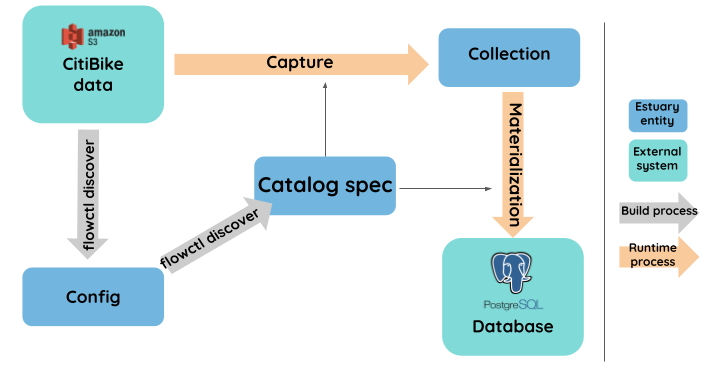 amazon
S3
CitiBike
data
Capture
Collection
flowctl discover
Materialization
Catalog spec
flowctl discover
Config
PostgreSQL
Database
Estuary
entity
External
system
Build process
Runtime
process